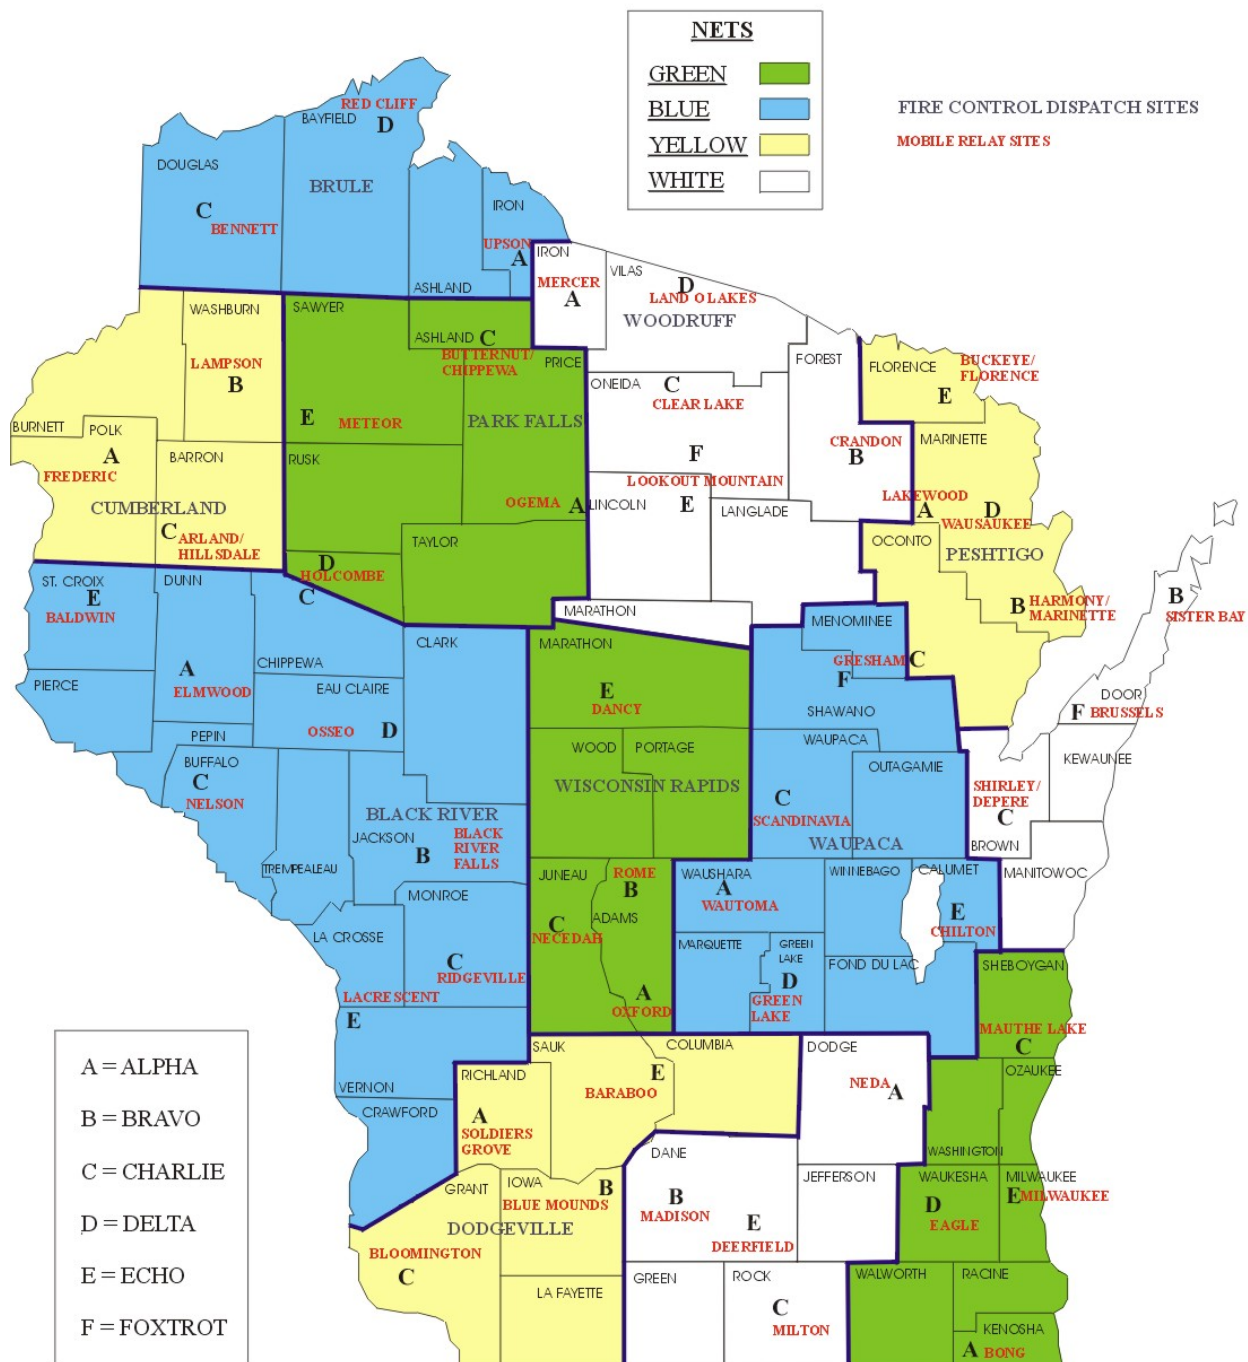 NETS
GREEN
BLUE
YELLOW
WHITE
FIRE CONTROL DISPATCH SITES
MOBILE RELAY SITES
RED CLIFF
BAYFIELD
D
DOUGLAS
BRULE
C
BENNETT
IRON
UPSON
A
ASHLAND
IRON
MERCER
A
VILAS
D
LAND O LAKES
WOODRUFF
WASHBURN
LAMPSON
B
SAWYER
ASHLAND
C
BUTTERNUT/
CHIPPEWA
PRICE
E
METEOR
PARK FALLS
ONEIDA
C
CLEAR LAKE
FOREST
FLORENCE
BUCKEYE/
FLORENCE
E
BURNETT
POLK
A
FREDERIC
BARRON
CUMBERLAND
C
ARLAND/
HILLSDALE
RUSK
OGEMA
A
F
LOOKOUT MOUNTAIN
LINCOLN
E
LANGLADE
CRANDON
B
MARINETTE
LAKEWOOD
A
D
WAUSAUKEE
OCONTO
PESHTIGO
TAYLOR
D
HOLCOMBE
C
ST. CROIX
E
BALDWIN
DUNN
MARATHON
B
HARMONY/
MARINETTE
B
SISTER BAY
CLARK
MARATHON
MENOMINEE
GRESHAM
C
F
CHIPPEWA
A
ELMWOOD
PIERCE
EAU CLAIRE
OSSEO
D
E
DANCY
SHAWANO
DOOR
F
BRUSSELS
PEPIN
BUFFALO
C
NELSON
WOOD
PORTAGE
WISCONSIN RAPIDS
WAUPACA
OUTAGAMIE
C
SCANDINAVIA
WAUPACA
KEWAUNEE
SHIRLEY/
DEPERE
C
BROWN
BLACK RIVER
JACKSON
B
BLACK
RIVER
FALLS
TREMPEALEAU
MONROE
JUNEAU
ROME
B
ADAMS
C
NECEDAH
WAUSHARA
A
WAUTOMA
WINNEBAGO
CALUMET
E
CHILTON
MANITOWOC
LA CROSSE
C
RIDGEVILLE
LACRESCENT
E
A
OXFORD
MARQUETTE
GREEN
LAKE
D
GREEN
LAKE
FOND DU LAC
SHEBOYGAN
MAUTHE LAKE
C
VERNON
CRAWFORD
RICHLAND
A
SOLDIERS
GROVE
SAUK
COLUMBIA
E
BARABOO
DODGE
NEDA
A
OZAUKEE
WASHINGTON
DANE
B
MADISON
E
DEERFIELD
JEFFERSON
WAUKESHA
D
EAGLE
MILWAUKEE
E
MILWAUKEE
GRANT
IOWA
B
BLUE MOUNDS
DODGEVILLE
BLOOMINGTON
C
LA FAYETTE
GREEN
ROCK
C
MILTON
WALWORTH
RACINE
KENOSHA
A
BONG
A = ALPHA
B = BRAVO
C = CHARLIE
D = DELTA
E = ECHO
F = FOXTROT